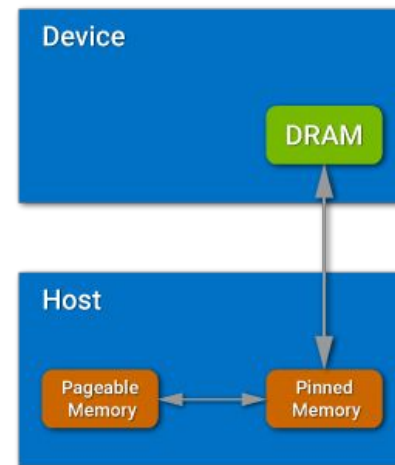 Device
DRAM
Host
Pageable
Memory
Pinned
Memory